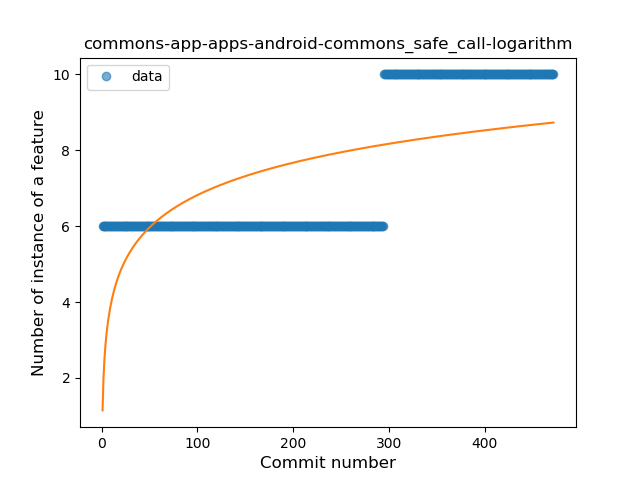 commons-app-apps-android-commons_safe_call-logarithm
data
Number of instance of a feature
10
8
6
4
2
0
100
200
300
400
Commit number